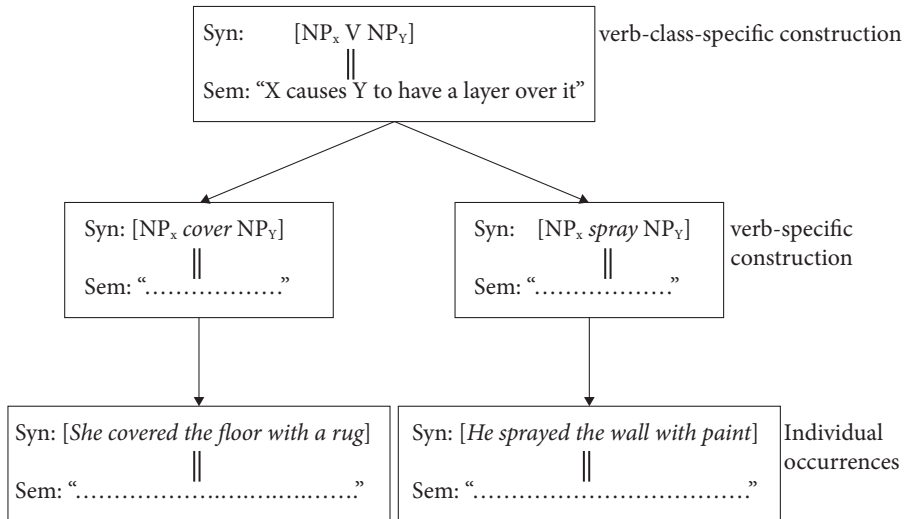 Syn: [NPx V NPY]
verb-class-specific construction
||
Sem: “X causes Y to have a layer over it”
Syn: [NPx cover NPY]
||
Sem: “………………”
Syn: [NPx spray NPY]
||
Sem: “………………”
verb-specific
construction
Syn: [She covered the floor with a rug]
||
Sem: “……………….…..…..…..……”
Syn: [He sprayed the wall with paint]
||
Sem: “………………………………”
Individual
occurrences